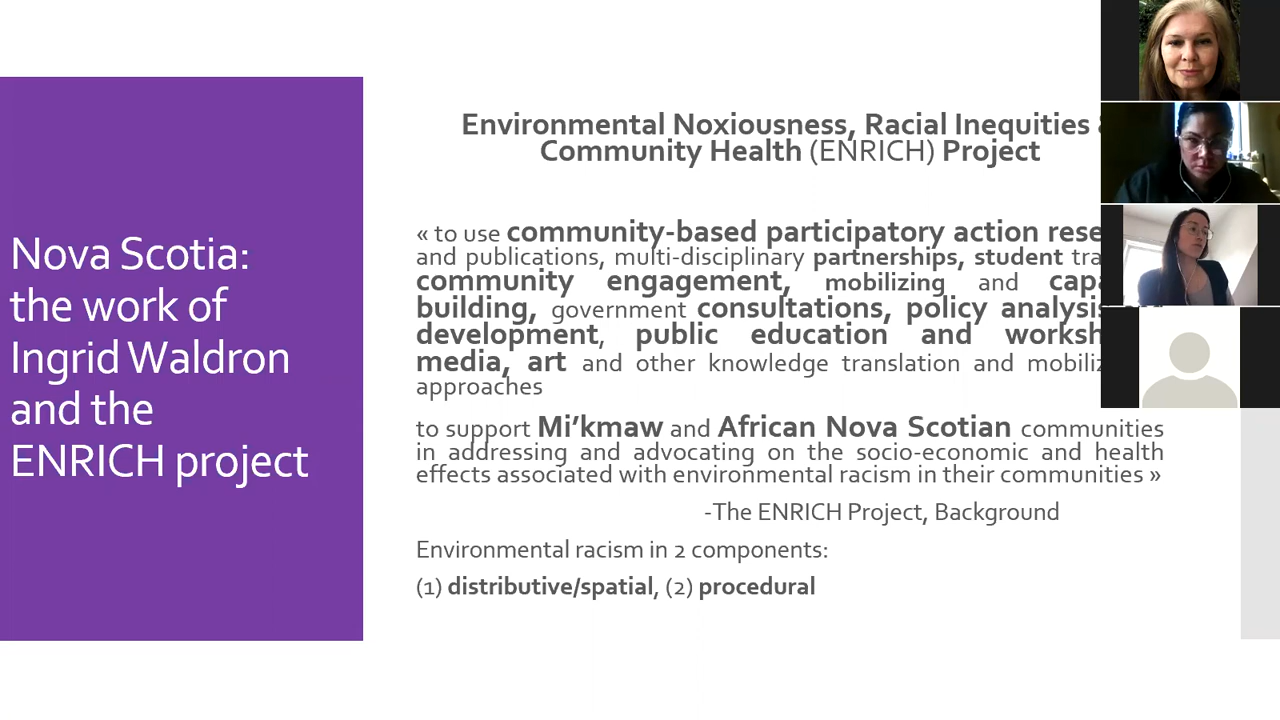 Nova Scotia:
the work of
Ingrid Waldron
and the
ENRICH project
Environmental Noxiousness, Racial Inequities
Community Health (ENRICH) Project
« to use community-based participatory action
and publications, multi-disciplinary partnerships, student
community engagement, mobilizing and
building, government consultations, policy
development, public education and
media, art and other knowledge translation and
approaches
to support Mi’kmaw and African Nova Scotian communities
in addressing and advocating on the socio-economic and health
effects associated with environmental racism in their communities »
-The ENRICH Project, Background
Environmental racism in 2 components:
(1) distributive/spatial, (2) procedural